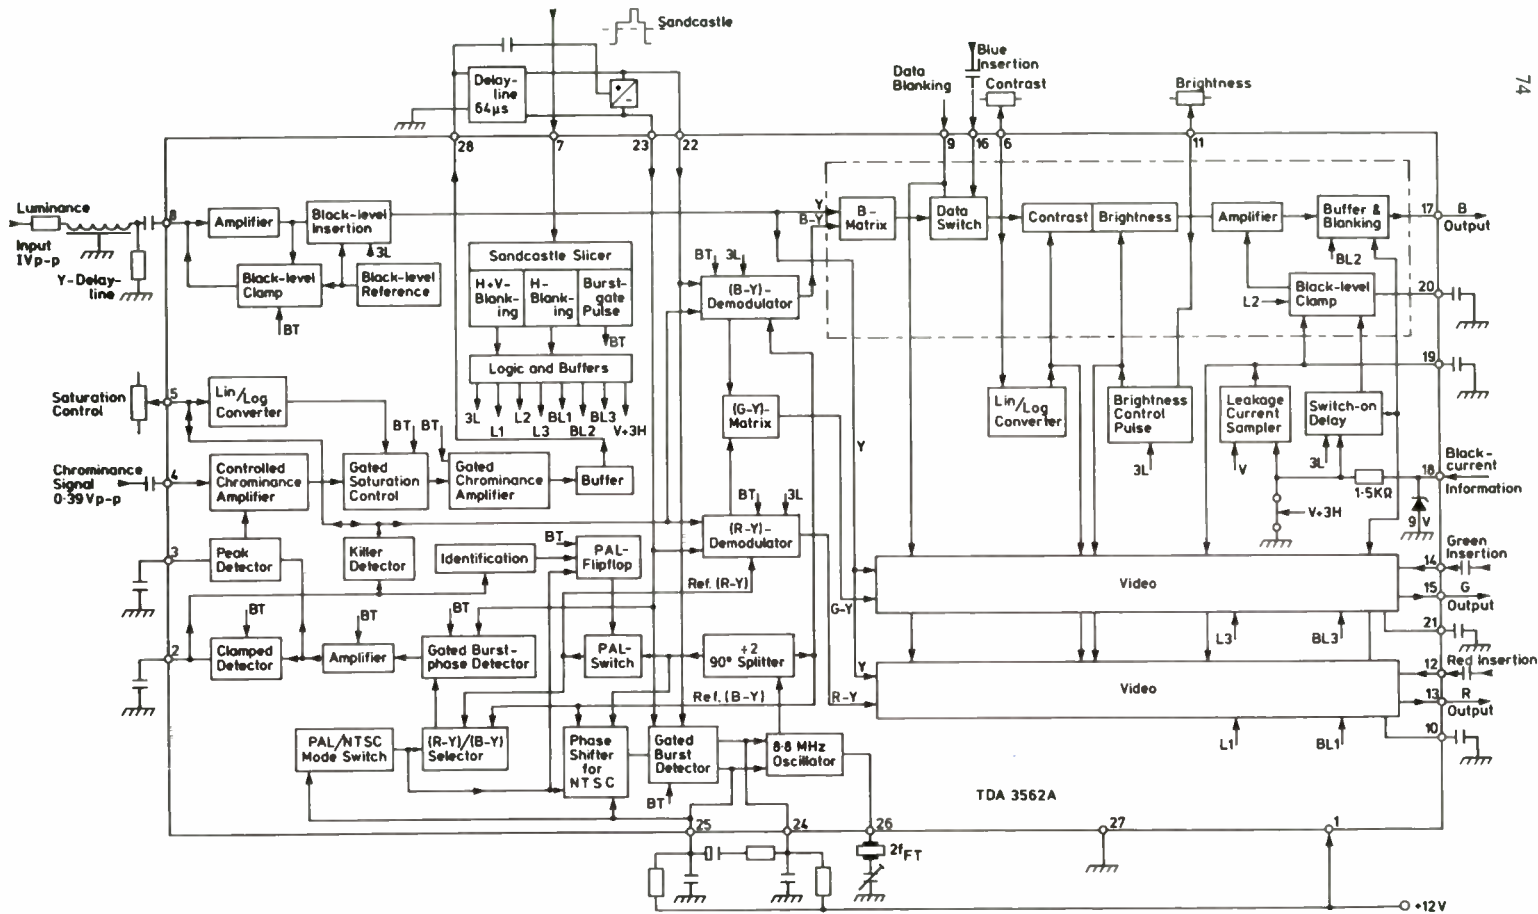 74
Sandcastle
Delay-
line
64µs
+
-
Data
Blanking
Blue
Insertion
Contrast
Brightness
28
7
23
22
9
16
6
11
Luminance
Input
1Vp-p
Y-Delay-
line
8
Amplifier
Black-level
Insertion
3L
Black-level
Clamp
Black-level
Reference
BT
Sandcastle Slicer
H+V-
Blank-
ing
H-
Blank-
ing
Burst-
gate
Pulse
BT
Logic and Buffers
3L
L1
L2
L3
BL1
BL2
BL3
V+3H
BT
3L
(B-Y)-
Demodulator
Y
B-Y
B-
Matrix
Data
Switch
Contrast
Brightness
Amplifier
Buffer &
Blanking
BL2
17
B
Output
L2
Black-level
Clamp
20
19
Saturation
Control
5
Lin/Log
Converter
BT
BT
Chrominance
Signal
0·39 Vp-p
4
Controlled
Chrominance
Amplifier
Gated
Saturation
Control
Gated
Chrominance
Amplifier
Buffer
(G-Y)-
Matrix
Y
Lin/Log
Converter
Brightness
Control
Pulse
3L
Leakage
Current
Sampler
V
Switch-on
Delay
3L
1·5KΩ
18
Black-
current
Information
V+3H
9 V
BT
3L
(R-Y)-
Demodulator
3
Peak
Detector
Killer
Detector
Identification
BT
PAL-
Flipflop
Ref. (R-Y)
G-Y
Video
14
Green
Insertion
15
G
Output
L3
BL3
21
2
BT
Clamped
Detector
BT
Amplifier
BT
Gated Burst-
phase Detector
PAL-
Switch
÷2
90° Splitter
Ref. (B-Y)
Y
R-Y
Video
12
Red Insertion
13
R
Output
L1
BL1
10
PAL/NTSC
Mode Switch
(R-Y)/(B-Y)
Selector
Phase
Shifter
for
NTSC
Gated
Burst
Detector
BT
8·8 MHz
Oscillator
TDA 3562A
25
24
26
27
1
2fFT
+12V